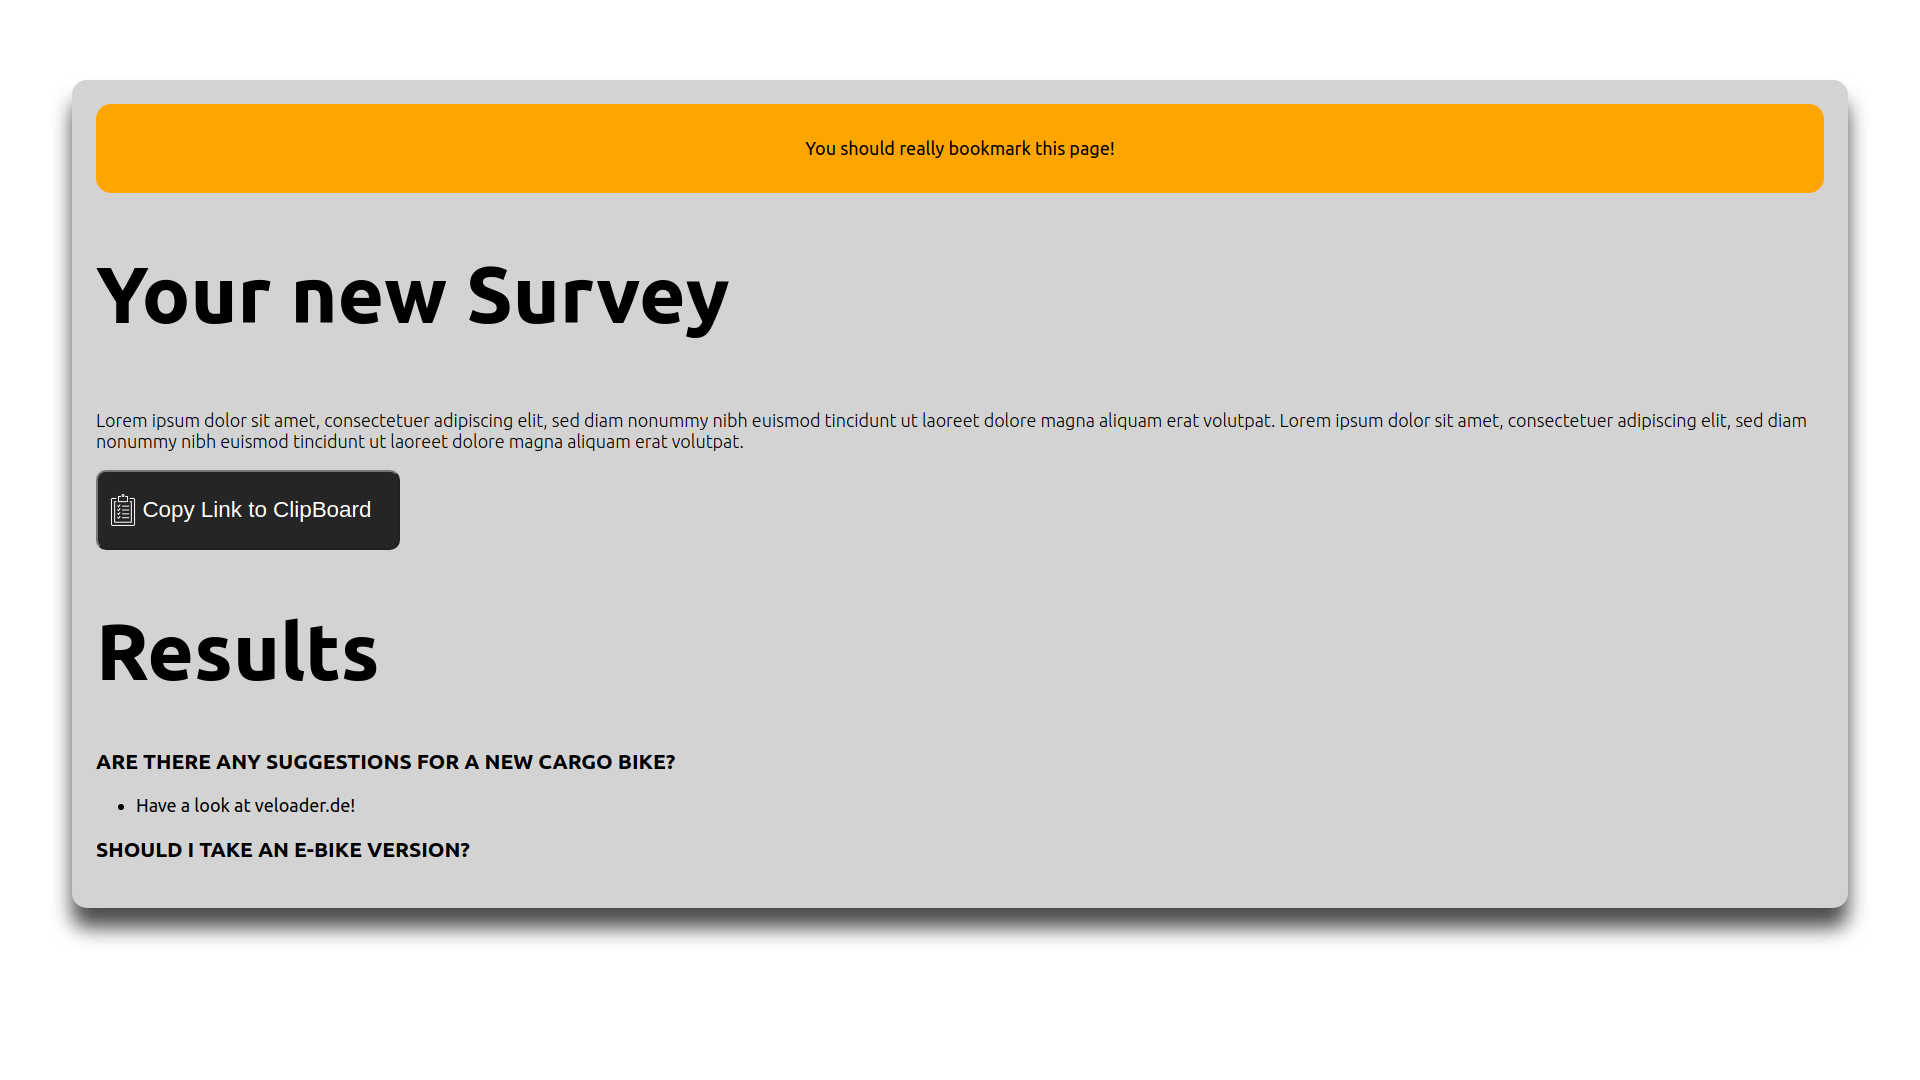 You should really bookmark this page!
Your new Survey
Lorem ipsum dolor sit amet, consectetuer adipiscing elit, sed diam nonummy nibh euismod tincidunt ut laoreet dolore magna aliquam erat volutpat. Lorem ipsum dolor sit amet, consectetuer adipiscing elit, sed diam
nonummy nibh euismod tincidunt ut laoreet dolore magna aliquam erat volutpat.
Copy Link to ClipBoard
Results
ARE THERE ANY SUGGESTIONS FOR A NEW CARGO BIKE?
• Have a look at veloader.de!
SHOULD I TAKE AN E-BIKE VERSION?